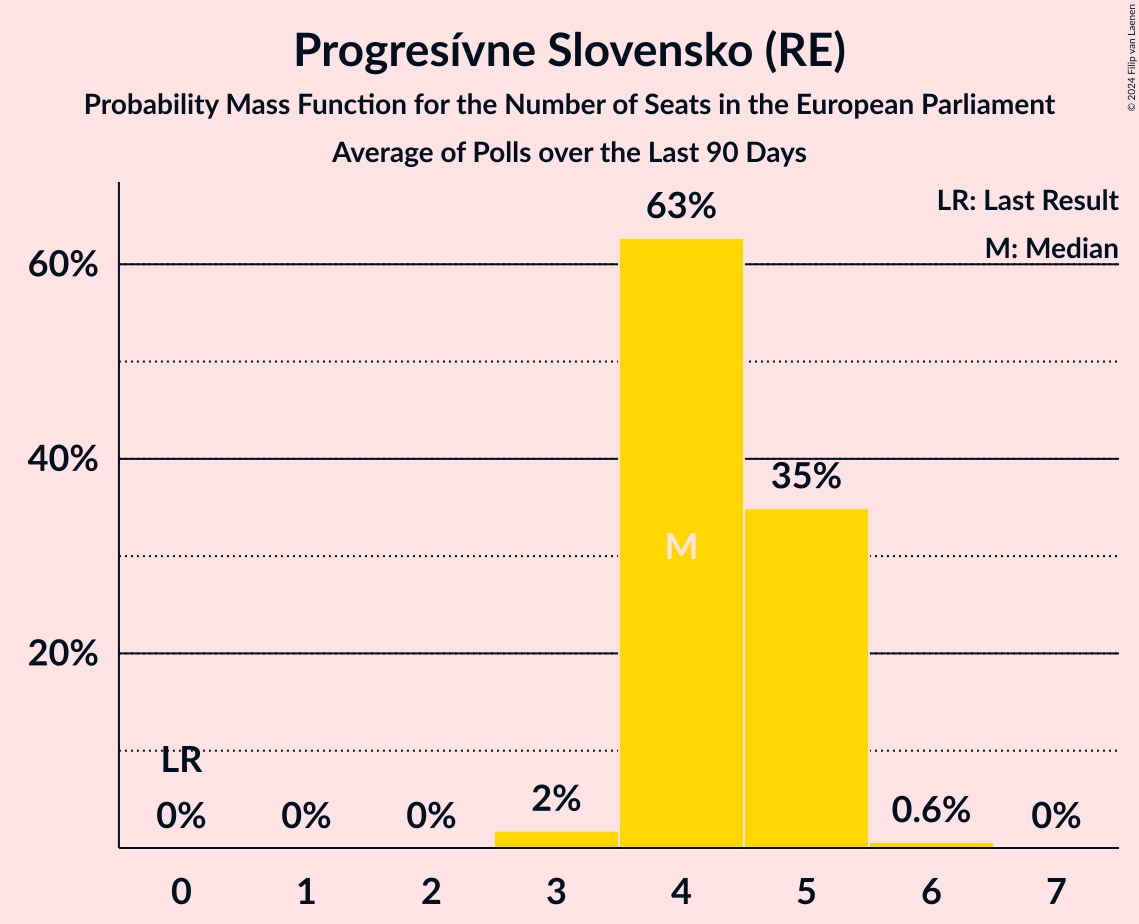 Progresívne Slovensko (RE)
Probability Mass Function for the Number of Seats in the European Parliament
Average of Polls over the Last 90 Days
© 2024 Filip van Laenen
LR: Last Result
M: Median
63%
60%
40%
35%
M
20%
LR
0%
0%
0%
2%
0.6%
0%
0
1
2
3
4
5
6
7